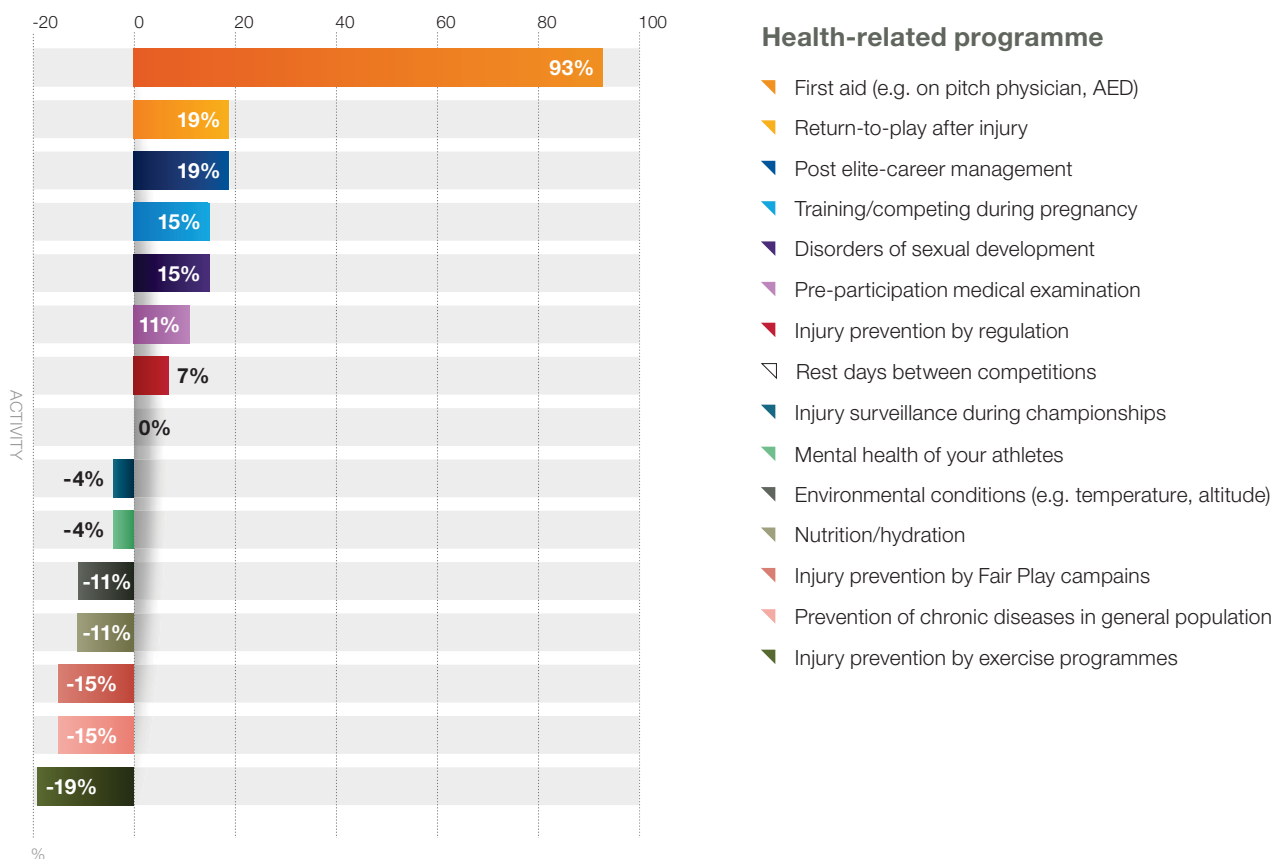 -20 0 20 40 60 80 100
93%
19%
19%
15%
15%
11%
7%
0%
-4%
-4%
-11%
-11%
-15%
-15%
-19%
ACTIVITY
%
Health-related programme
First aid (e.g. on pitch physician, AED)
Return-to-play after injury
Post elite-career management
Training/competing during pregnancy
Disorders of sexual development
Pre-participation medical examination
Injury prevention by regulation
Rest days between competitions
Injury surveillance during championships
Mental health of your athletes
Environmental conditions (e.g. temperature, altitude)
Nutrition/hydration
Injury prevention by Fair Play campains
Prevention of chronic diseases in general population
Injury prevention by exercise programmes